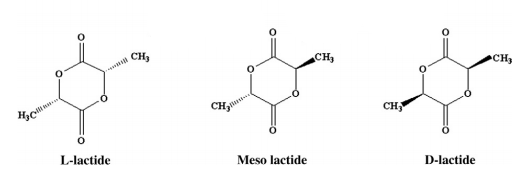 O
CH₃
O
O
H₃C
O
L-lactide
O
CH₃
O
O
CH₃
O
Meso lactide
O
CH₃
O
O
CH₃
O
D-lactide